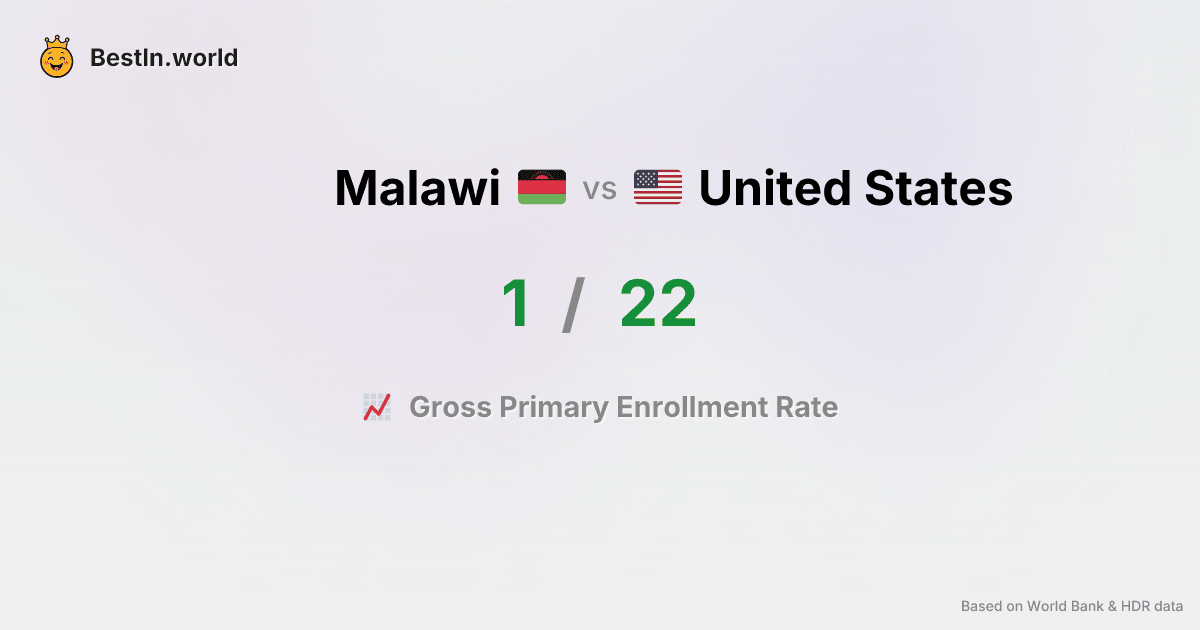 BestIn.world
Malawi vs United States
1 / 22
Gross Primary Enrollment Rate
Based on World Bank & HDR data